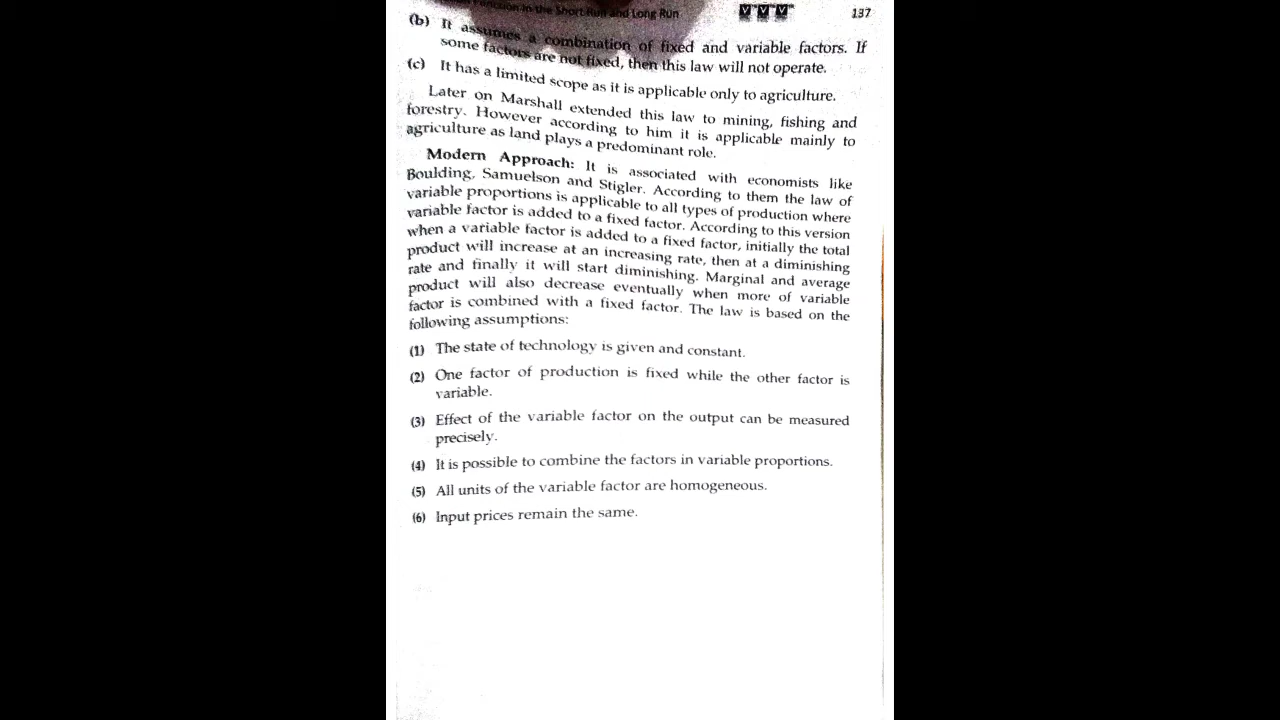 in the Short Run and Long Run
137
(b) It assumes a combination of fixed and variable factors. If
some factors are not fixed, then this law will not operate.
(c) It has a limited scope as it is applicable only to agriculture.
Later on Marshall extended this law to mining, fishing and
forestry. However according to him it is applicable mainly to
agriculture as land plays a predominant role.
Modern Approach: It is associated with economists like
Boulding, Samuelson and Stigler. According to them the law of
variable proportions is applicable to all types of production where
variable factor is added to a fixed factor. According to this version
when a variable factor is added to a fixed factor, initially the total
product will increase at an increasing rate, then at a diminishing
rate and finally it will start diminishing. Marginal and average
product will also decrease eventually when more of variable
factor is combined with a fixed factor. The law is based on the
following assumptions:
(1) The state of technology is given and constant.
(2) One factor of production is fixed while the other factor is
variable.
(3) Effect of the variable factor on the output can be measured
precisely.
(4) It is possible to combine the factors in variable proportions.
(5) All units of the variable factor are homogeneous.
(6) Input prices remain the same.